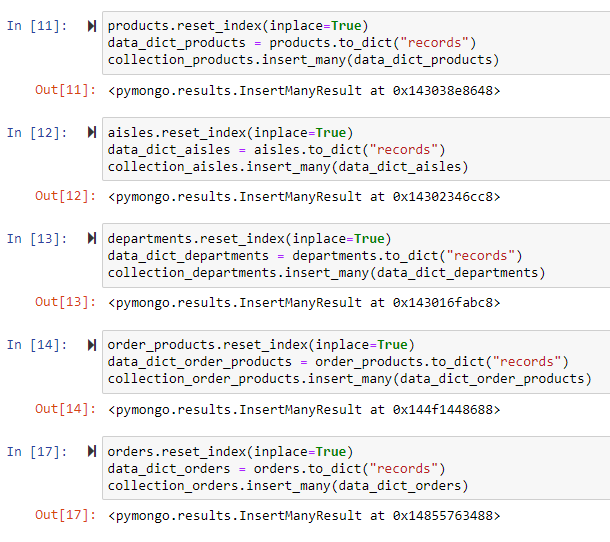 In [11]: products.reset_index(inplace=True)
data_dict_products = products.to_dict("records")
collection_products.insert_many(data_dict_products)
Out[11]: <pymongo.results.InsertManyResult at 0x143038e8648>
In [12]: aisles.reset_index(inplace=True)
data_dict_aisles = aisles.to_dict("records")
collection_aisles.insert_many(data_dict_aisles)
Out[12]: <pymongo.results.InsertManyResult at 0x14302346cc8>
In [13]: departments.reset_index(inplace=True)
data_dict_departments = departments.to_dict("records")
collection_departments.insert_many(data_dict_departments)
Out[13]: <pymongo.results.InsertManyResult at 0x143016fabc8>
In [14]: order_products.reset_index(inplace=True)
data_dict_order_products = order_products.to_dict("records")
collection_order_products.insert_many(data_dict_order_products)
Out[14]: <pymongo.results.InsertManyResult at 0x144f1448688>
In [17]: orders.reset_index(inplace=True)
data_dict_orders = orders.to_dict("records")
collection_orders.insert_many(data_dict_orders)
Out[17]: <pymongo.results.InsertManyResult at 0x14855763488>